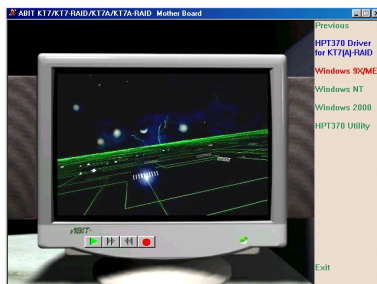 ABIT KT7/KT7-RAID/KT7A/KT7A-RAID Mother Board
Previous
HPT370 Driver
for KT7(A)-RAID
Windows 9X/ME
Windows NT
Windows 2000
HPT370 Utility
ABIT
Exit